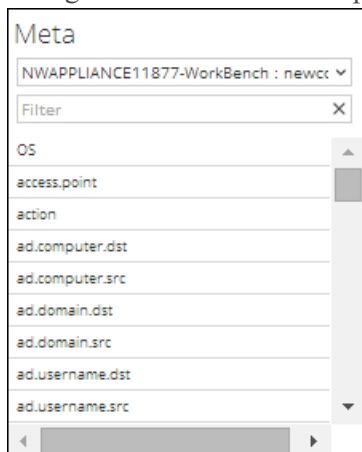 Meta
NWAPPLIANCE11877-WorkBench : newcc
Filter
OS
access.point
action
ad.computer.dst
ad.computer.src
ad.domain.dst
ad.domain.src
ad.username.dst
ad.username.src